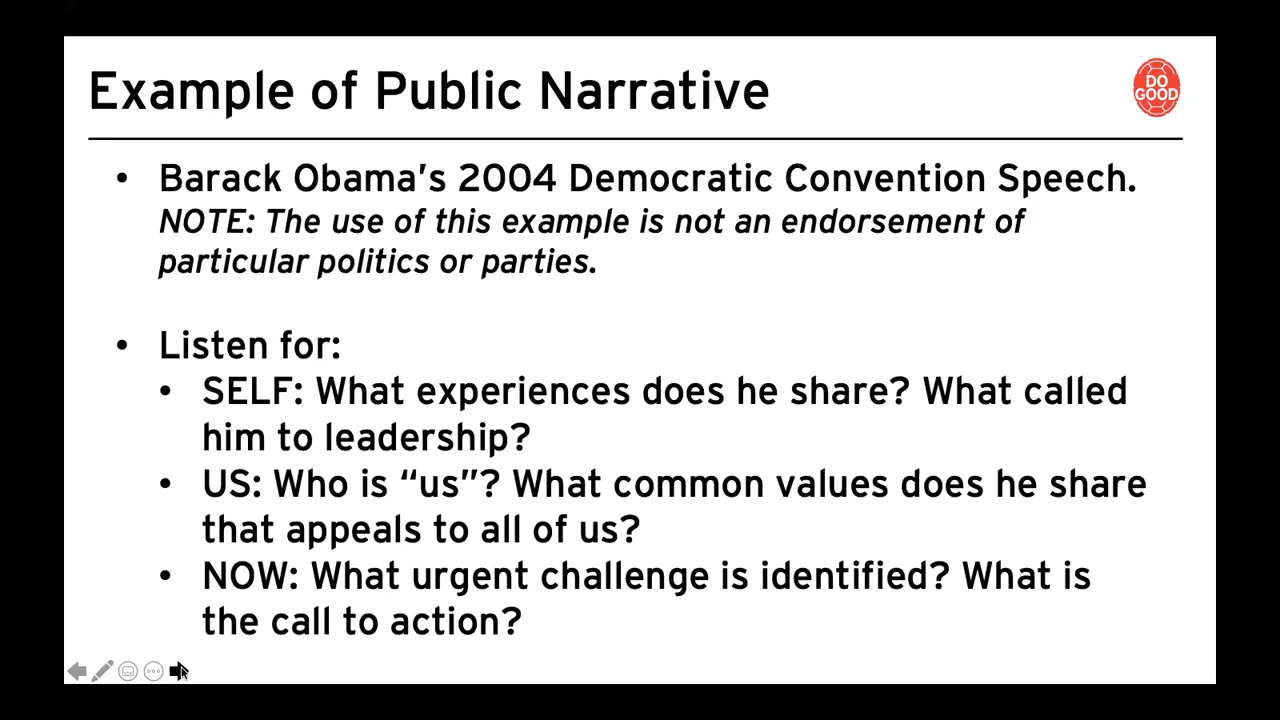 Example of Public Narrative
DO
GOOD
• Barack Obama’s 2004 Democratic Convention Speech.
NOTE: The use of this example is not an endorsement of
particular politics or parties.
• Listen for:
• SELF: What experiences does he share? What called
him to leadership?
• US: Who is “us”? What common values does he share
that appeals to all of us?
• NOW: What urgent challenge is identified? What is
the call to action?